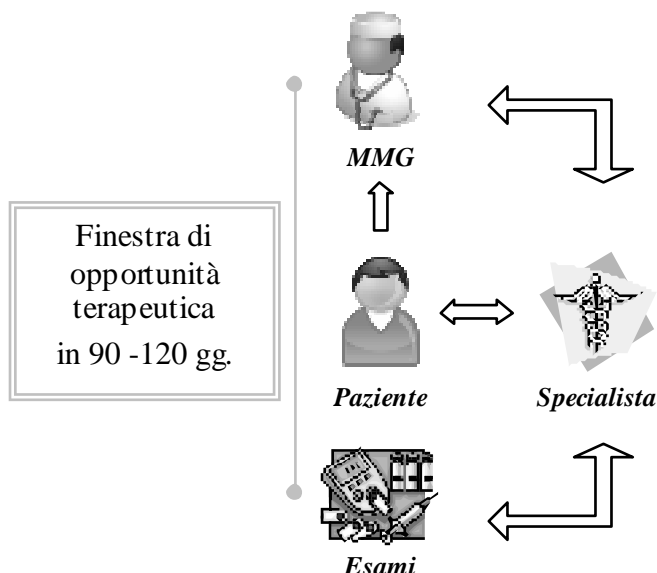 MMG
Finestra di
opportunità
terapeutica
in 90 -120 gg.
Paziente
Specialista
Esami